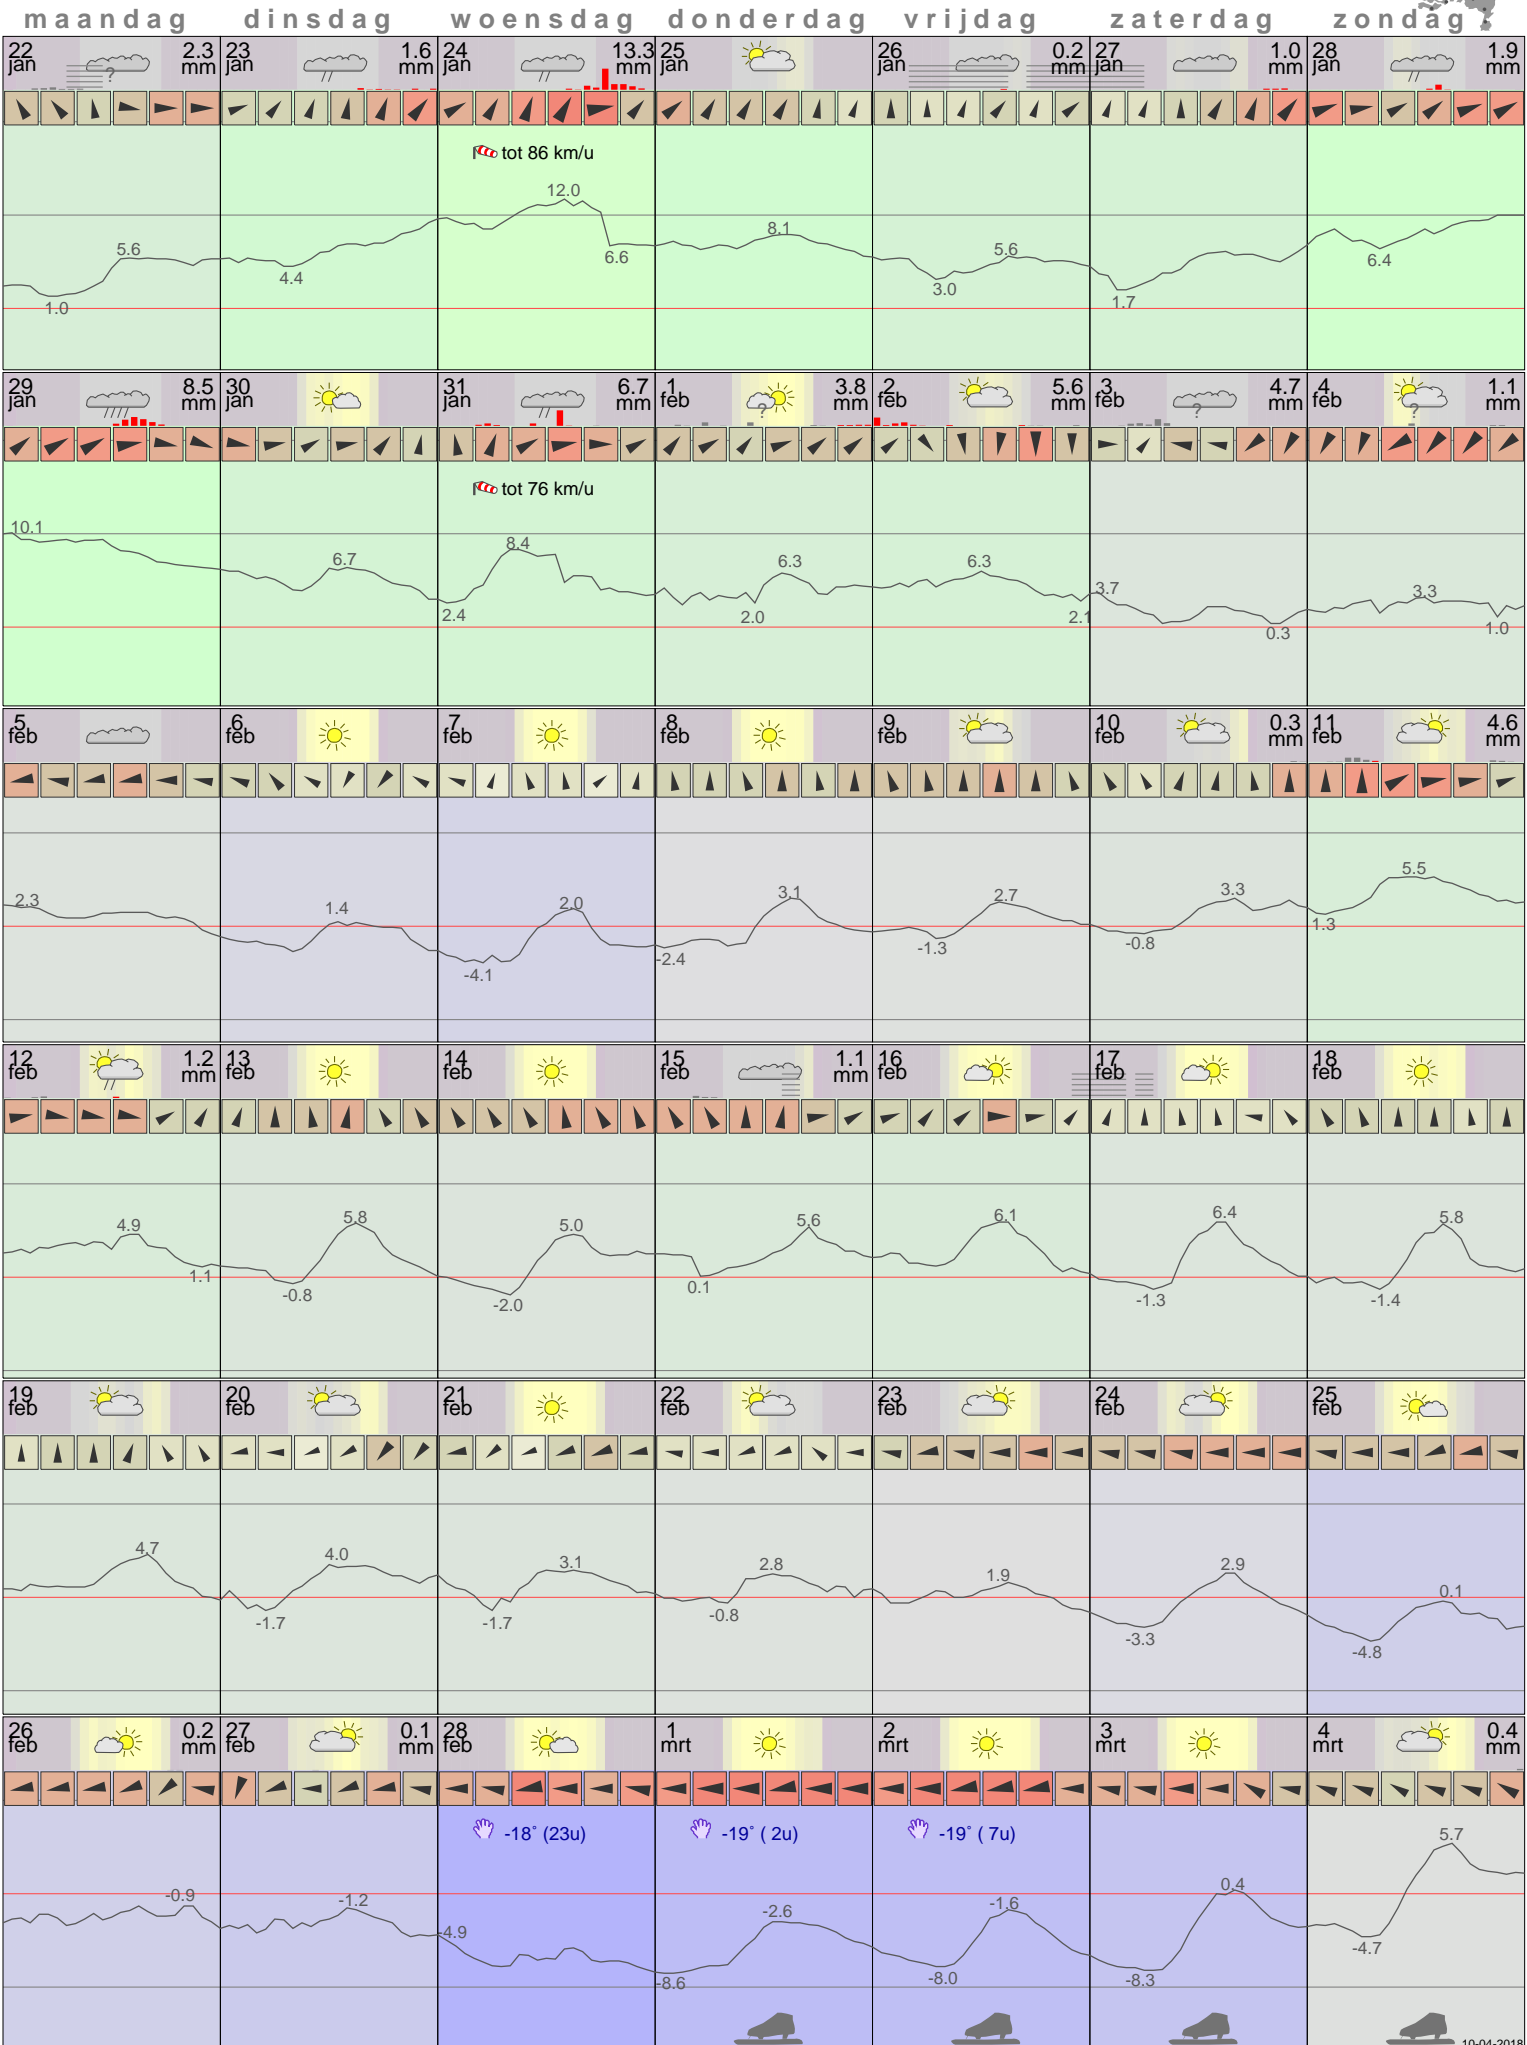 maandag dinsdag woensdag donderdag vrijdag zaterdag zondag
22 jan ? 2.3 mm 23 jan 1.6 mm 24 jan 13.3 mm 25 jan 26 jan 0.2 mm 27 jan 1.0 mm 28 jan 1.9 mm
tot 86 km/u
12.0
5.6 8.1 5.6
4.4 6.6 6.4
1.0 3.0 1.7
29 jan 8.5 mm 30 jan 31 jan 6.7 mm 1 feb ? 3.8 mm 2 feb 5.6 mm 3 feb ? 4.7 mm 4 feb ? 1.1 mm
tot 76 km/u
10.1 8.4
6.7 6.3 6.3
3.7 3.3
2.4 2.0 2.1 0.3 1.0
5 feb 6 feb 7 feb 8 feb 9 feb 10 feb 0.3 mm 11 feb 4.6 mm
5.5
2.3 1.4 2.0 3.1 2.7 3.3
-4.1 -2.4 -1.3 -0.8 1.3
12 feb 1.2 mm 13 feb 14 feb 15 feb 1.1 mm 16 feb 17 feb 18 feb
4.9 5.8 5.0 5.6 6.1 6.4 5.8
1.1 -0.8 -2.0 0.1 -1.3 -1.4
19 feb 20 feb 21 feb 22 feb 23 feb 24 feb 25 feb
4.7 4.0 3.1 2.8 1.9 2.9 0.1
-1.7 -1.7 -0.8 -3.3 -4.8
26 feb 0.2 mm 27 feb 0.1 mm 28 feb 1 mrt 2 mrt 3 mrt 4 mrt 0.4 mm
-18° (23u) -19° ( 2u) -19° ( 7u)
5.7
-0.9 -1.2 -2.6 -1.6 0.4
-4.9 -8.6 -8.0 -8.3 -4.7
10-04-2018